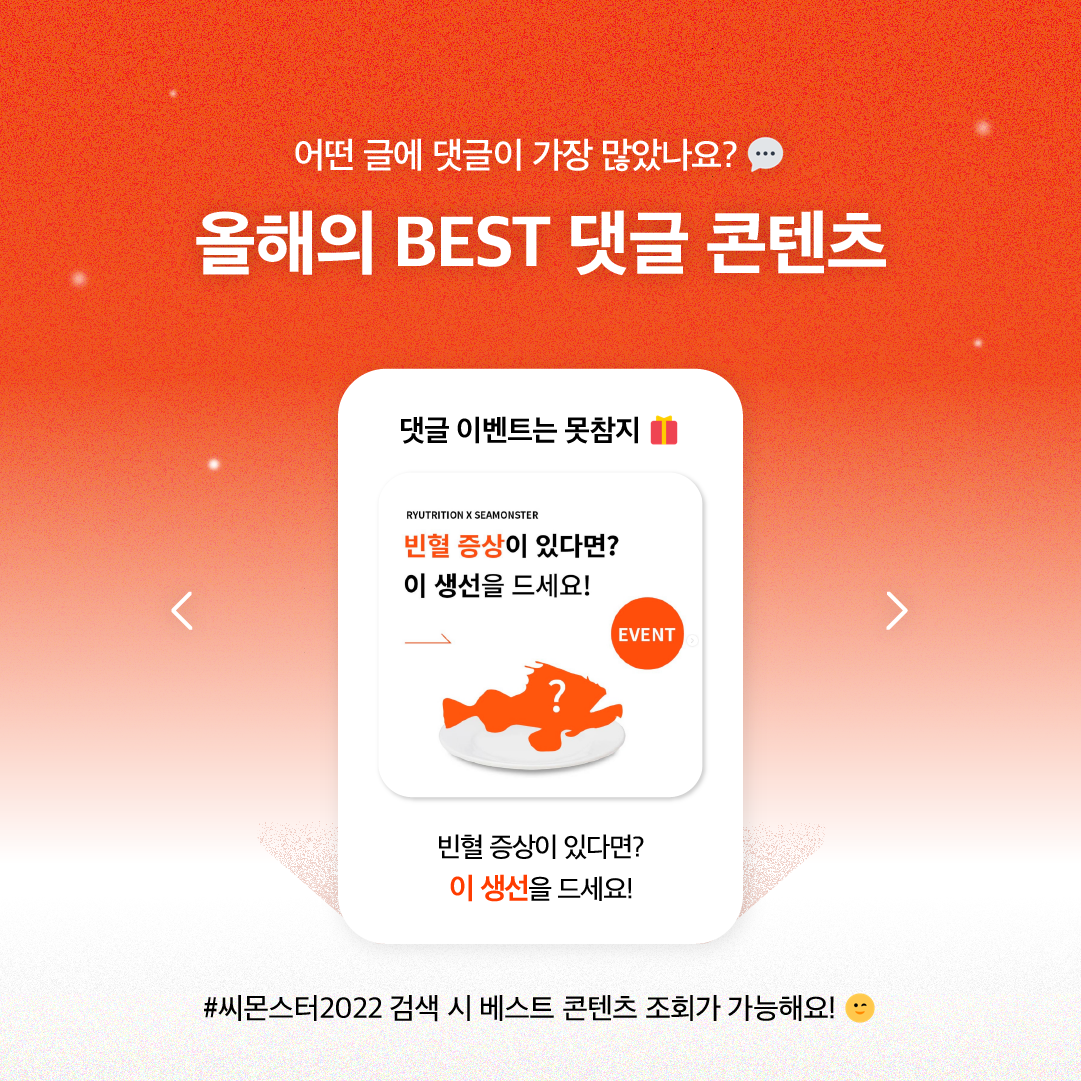 어떤 글에 댓글이 가장 많았나요? 💬
올해의 BEST 댓글 콘텐츠
댓글 이벤트는 못참지 🎁
RYUTRITION X SEAMONSTER
빈혈 증상이 있다면?
이 생선을 드세요!
EVENT
?
빈혈 증상이 있다면?
이 생선을 드세요!
#씨몬스터2022 검색 시 베스트 콘텐츠 조회가 가능해요! 😉